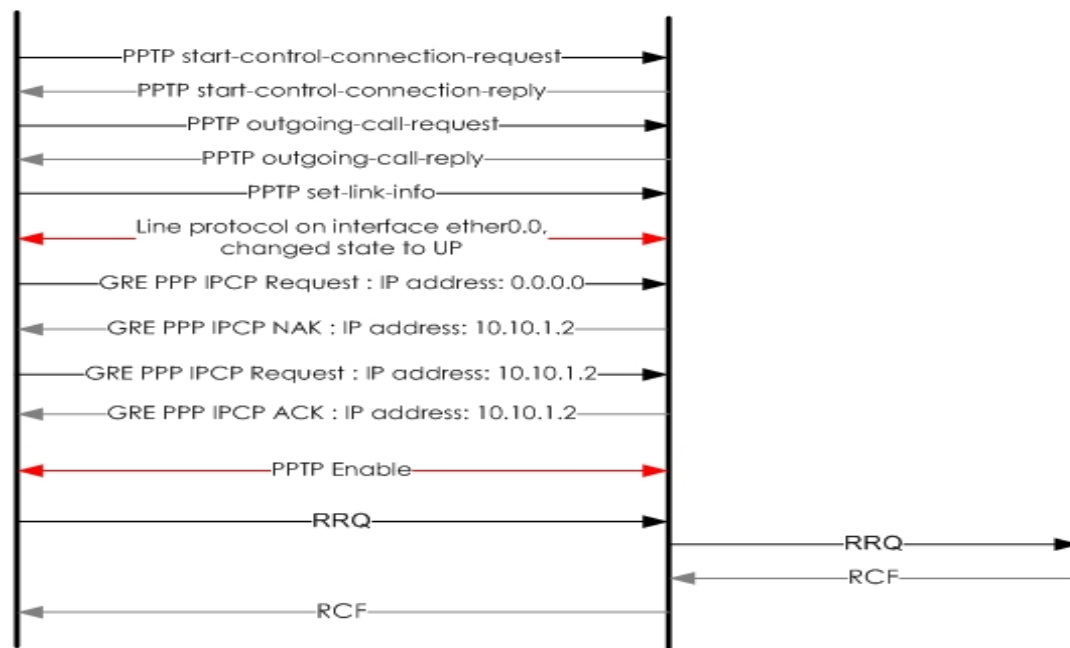 PPTP start-control-connection-request
PPTP start-control-connection-reply
PPTP outgoing-call-request
PPTP outgoing-call-reply
PPTP set-link-info
Line protocol on interface ether0.0,
changed state to UP
GRE PPP IPCP Request : IP address: 0.0.0.0
GRE PPP IPCP NAK : IP address: 10.10.1.2
GRE PPP IPCP Request : IP address: 10.10.1.2
GRE PPP IPCP ACK : IP address: 10.10.1.2
PPTP Enable
RRQ
RRQ
RCF
RCF